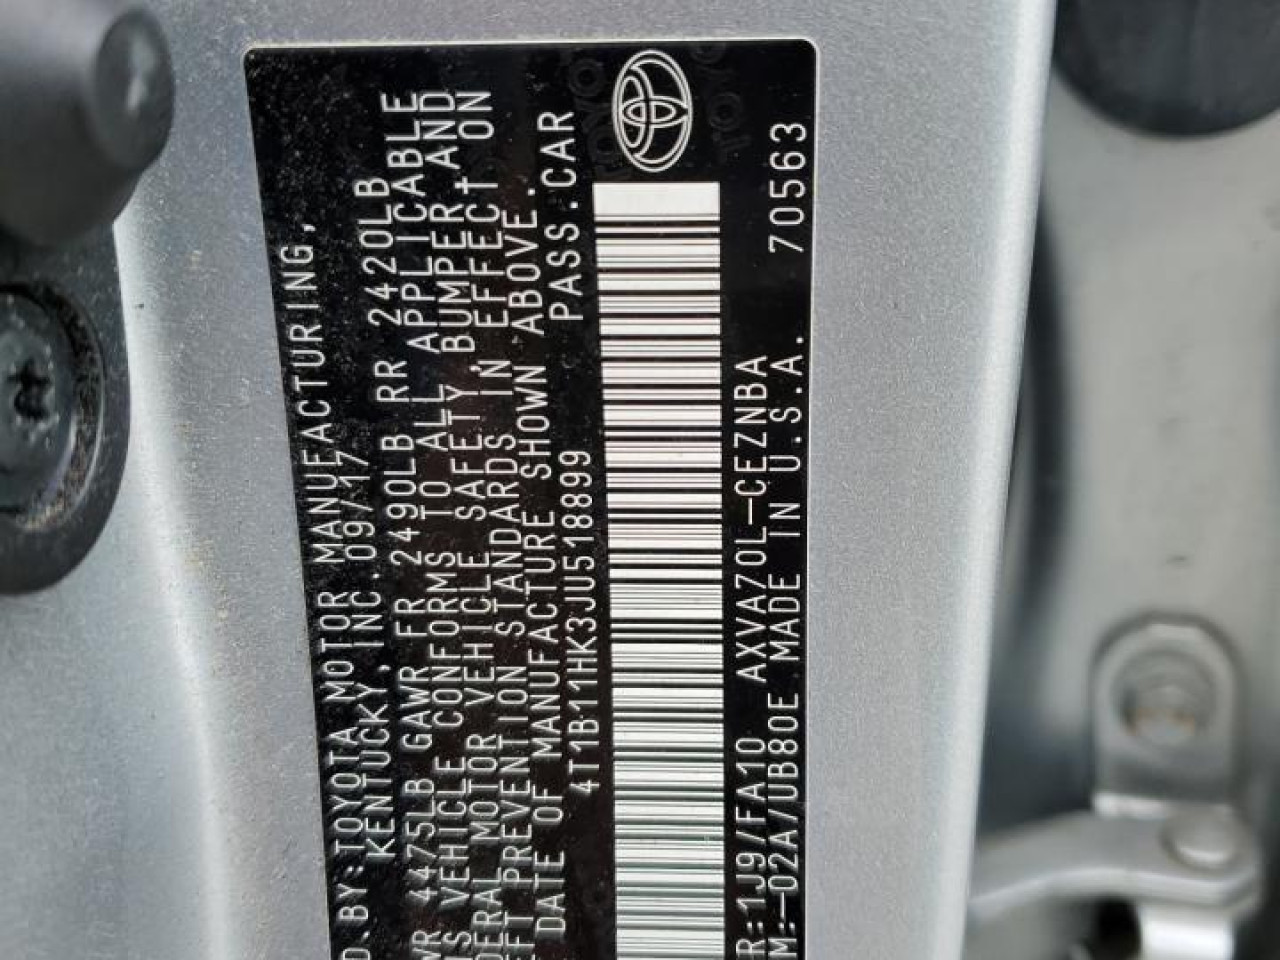 D.BY:TOYOTA MOTOR MANUFACTURING,
KENTUCKY, INC. 09/17
WR 4475LB GAWR FR 2490LB RR 2420LB
IS VEHICLE CONFORMS TO ALL APPLICABLE
DERAL MOTOR VEHICLE SAFETY, BUMPER AND
EFT PREVENTION STANDARDS IN EFFECT ON
E DATE OF MANUFACTURE SHOWN ABOVE.
4T1B11HK3JU518899 PASS.CAR
R:1J9/FA10 AXVA70L-CEZNBA
M:-02A/UB80E MADE IN U.S.A. 70563